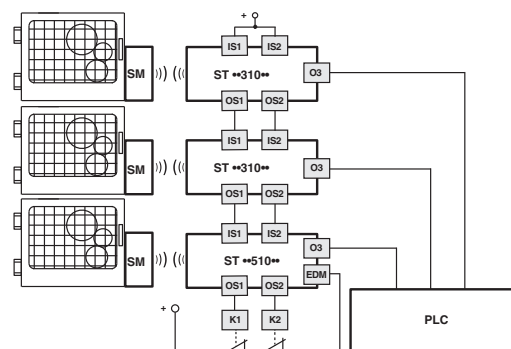 +
IS1 IS2
SM ST ••310•• O3
OS1 OS2
IS1 IS2
SM ST ••310•• O3
OS1 OS2
IS1 IS2
O3
SM ST ••510••
EDM
OS1 OS2
+
K1 K2
PLC